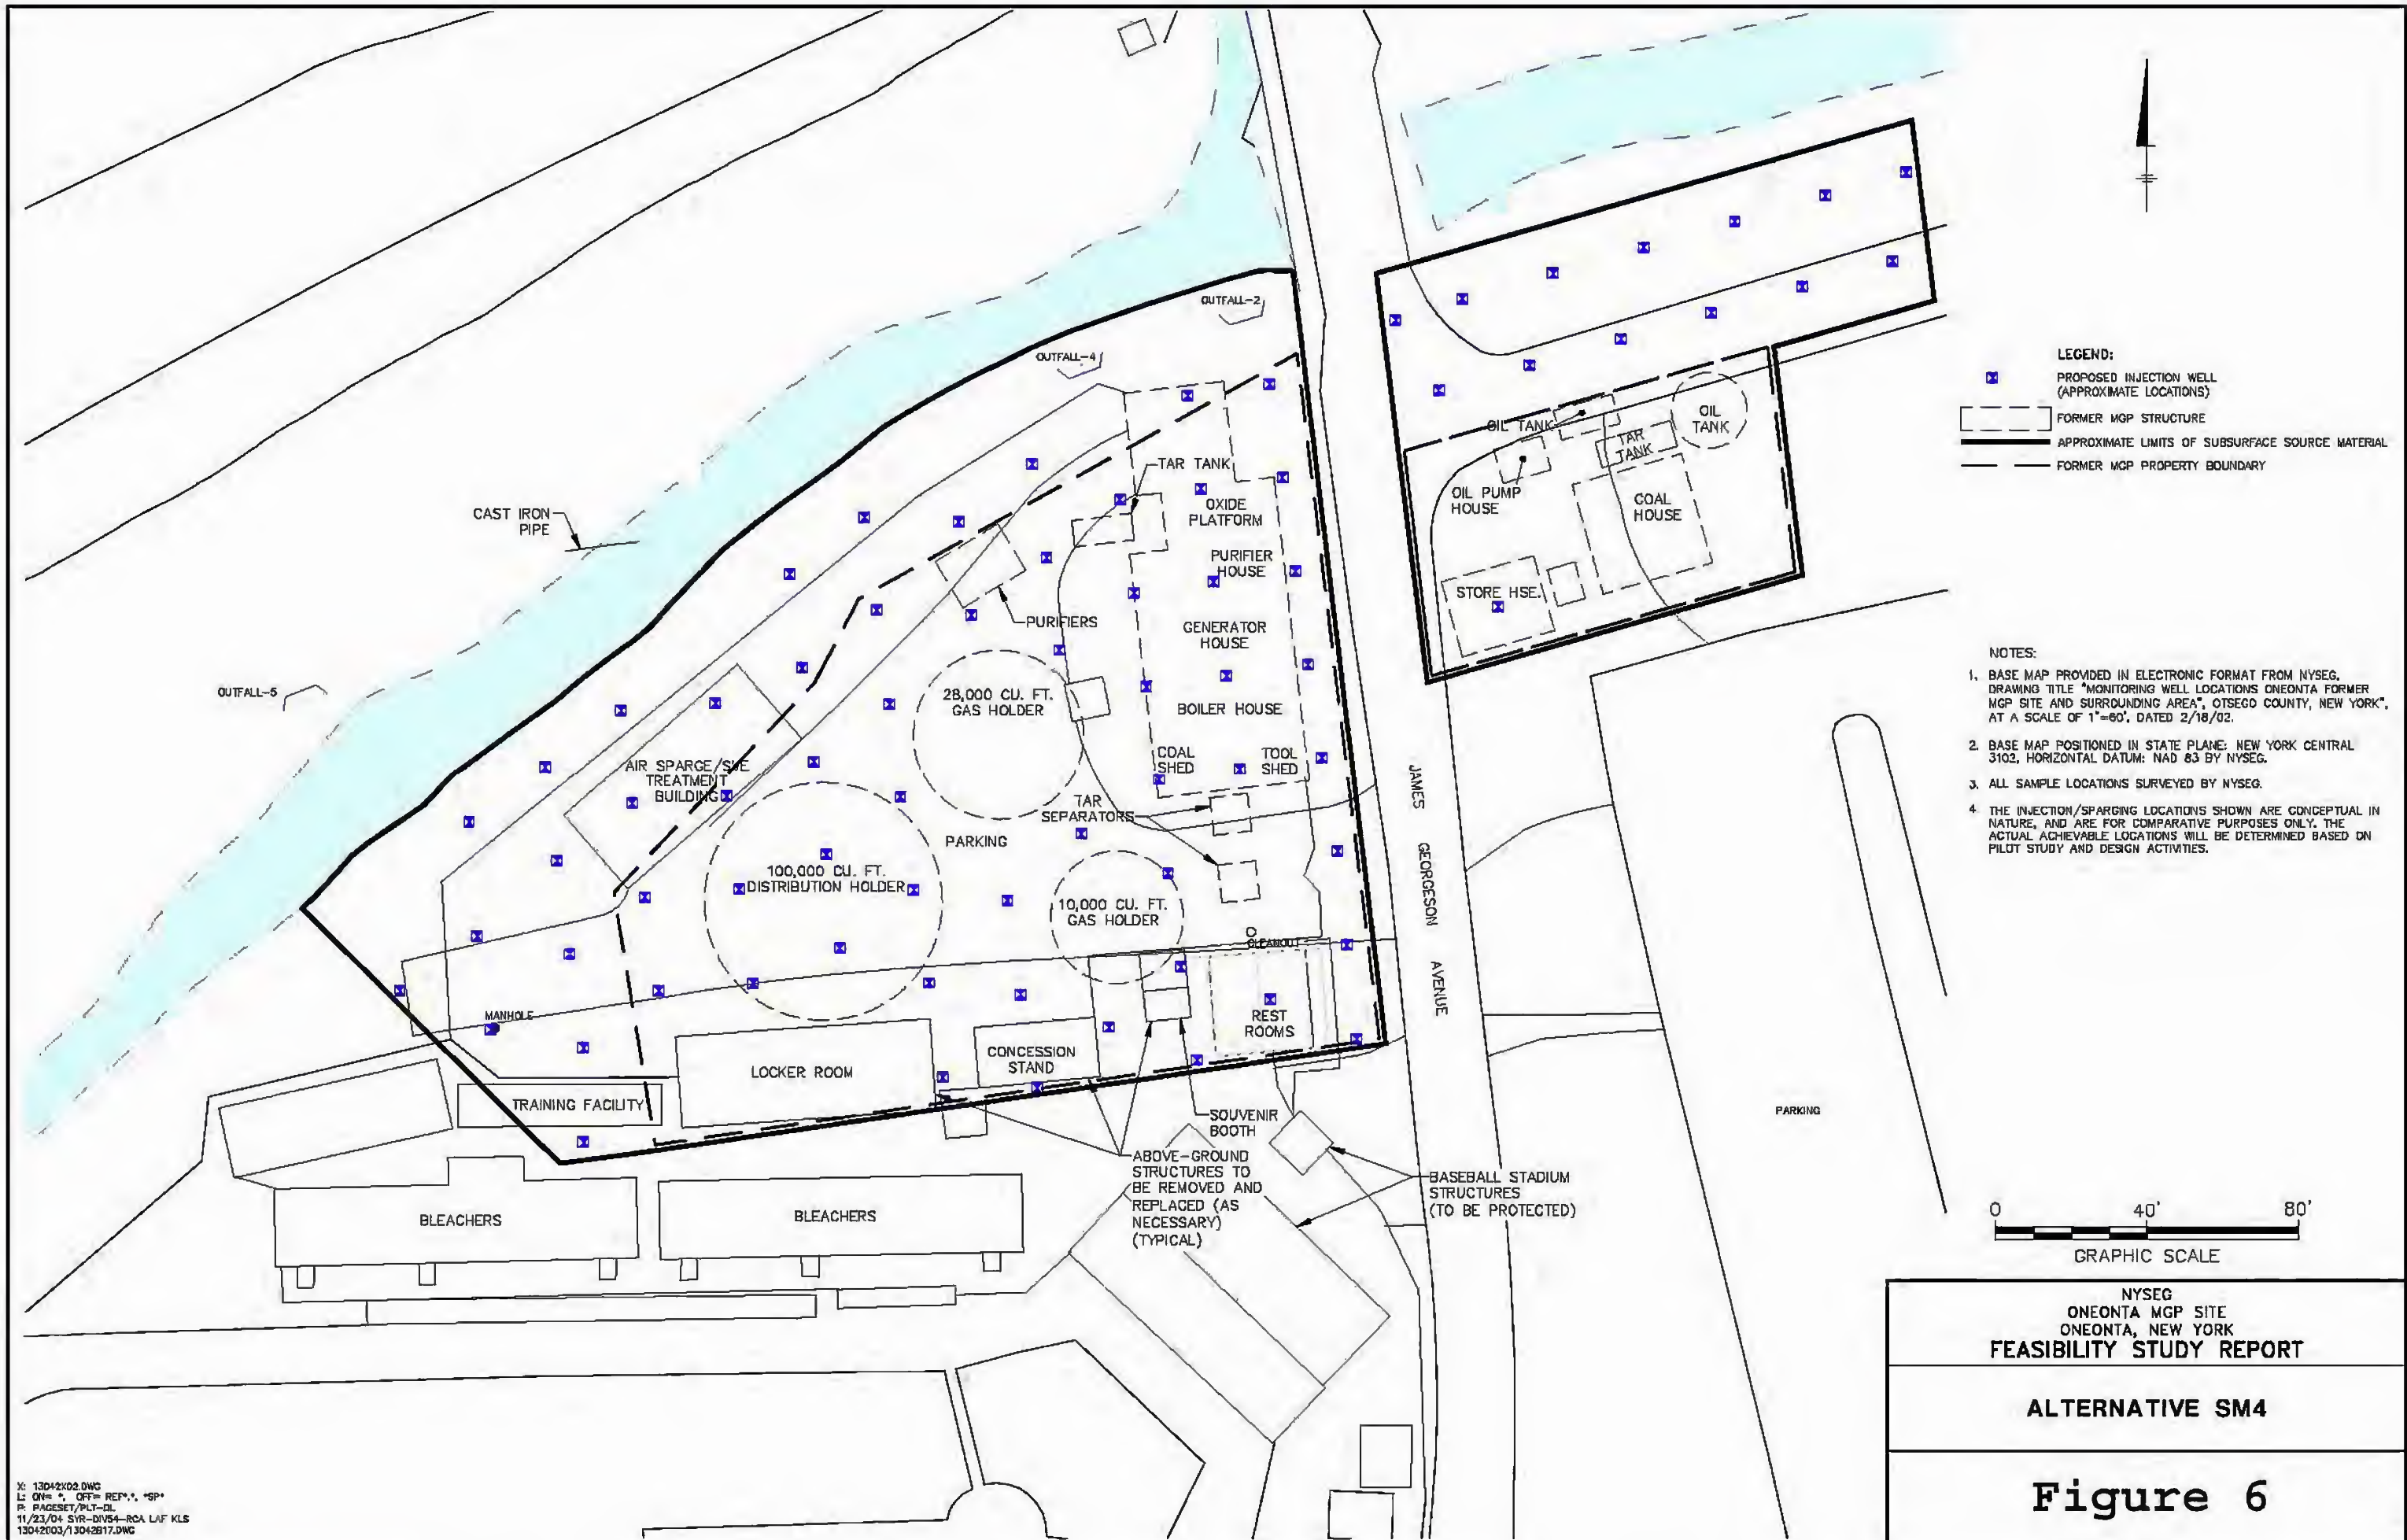 OUTFALL-2
OUTFALL-4
TAR TANK
OXIDE
PLATFORM
CAST IRON
PIPE
PURIFIER
HOUSE
PURIFIERS
GENERATOR
HOUSE
OUTFALL-5
28,000 CU. FT.
GAS HOLDER
BOILER HOUSE
COAL
SHED
TOOL
SHED
AIR SPARGE/SVE
TREATMENT
BUILDING
TAR
SEPARATORS
PARKING
100,000 CU. FT.
DISTRIBUTION HOLDER
10,000 CU. FT.
GAS HOLDER
CLEANOUT
MANHOLE
REST
ROOMS
CONCESSION
STAND
LOCKER ROOM
TRAINING FACILITY
SOUVENIR
BOOTH
ABOVE-GROUND
STRUCTURES TO
BE REMOVED AND
REPLACED (AS
NECESSARY)
(TYPICAL)
BASEBALL STADIUM
STRUCTURES
(TO BE PROTECTED)
BLEACHERS
BLEACHERS
JAMES GEORGESON AVENUE
OIL TANK
OIL
TANK
TAR
TANK
OIL PUMP
HOUSE
COAL
HOUSE
STORE HSE.
PARKING
LEGEND:
PROPOSED INJECTION WELL
(APPROXIMATE LOCATIONS)
FORMER MGP STRUCTURE
APPROXIMATE LIMITS OF SUBSURFACE SOURCE MATERIAL
FORMER MGP PROPERTY BOUNDARY
NOTES:
1. BASE MAP PROVIDED IN ELECTRONIC FORMAT FROM NYSEG,
DRAWING TITLE "MONITORING WELL LOCATIONS ONEONTA FORMER
MGP SITE AND SURROUNDING AREA", OTSEGO COUNTY, NEW YORK",
AT A SCALE OF 1"=60', DATED 2/18/02.
2. BASE MAP POSITIONED IN STATE PLANE: NEW YORK CENTRAL
3102, HORIZONTAL DATUM: NAD 83 BY NYSEG.
3. ALL SAMPLE LOCATIONS SURVEYED BY NYSEG.
4 THE INJECTION/SPARGING LOCATIONS SHOWN ARE CONCEPTUAL IN
NATURE, AND ARE FOR COMPARATIVE PURPOSES ONLY. THE
ACTUAL ACHIEVABLE LOCATIONS WILL BE DETERMINED BASED ON
PILOT STUDY AND DESIGN ACTIVITIES.
0 40' 80'
GRAPHIC SCALE
NYSEG
ONEONTA MGP SITE
ONEONTA, NEW YORK
FEASIBILITY STUDY REPORT
ALTERNATIVE SM4
Figure 6
X: 13042X02.DWG
L: ON= *, OFF= REF*,*, *SP*
P: PAGESET/PLT-DL
11/23/04 SYR-DIV54-RCA LAF KLS
13042003/13042B17.DWG